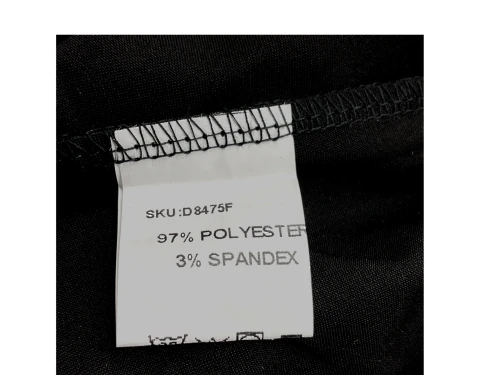 SKU:D8475F
97% POLYESTER
3% SPANDEX